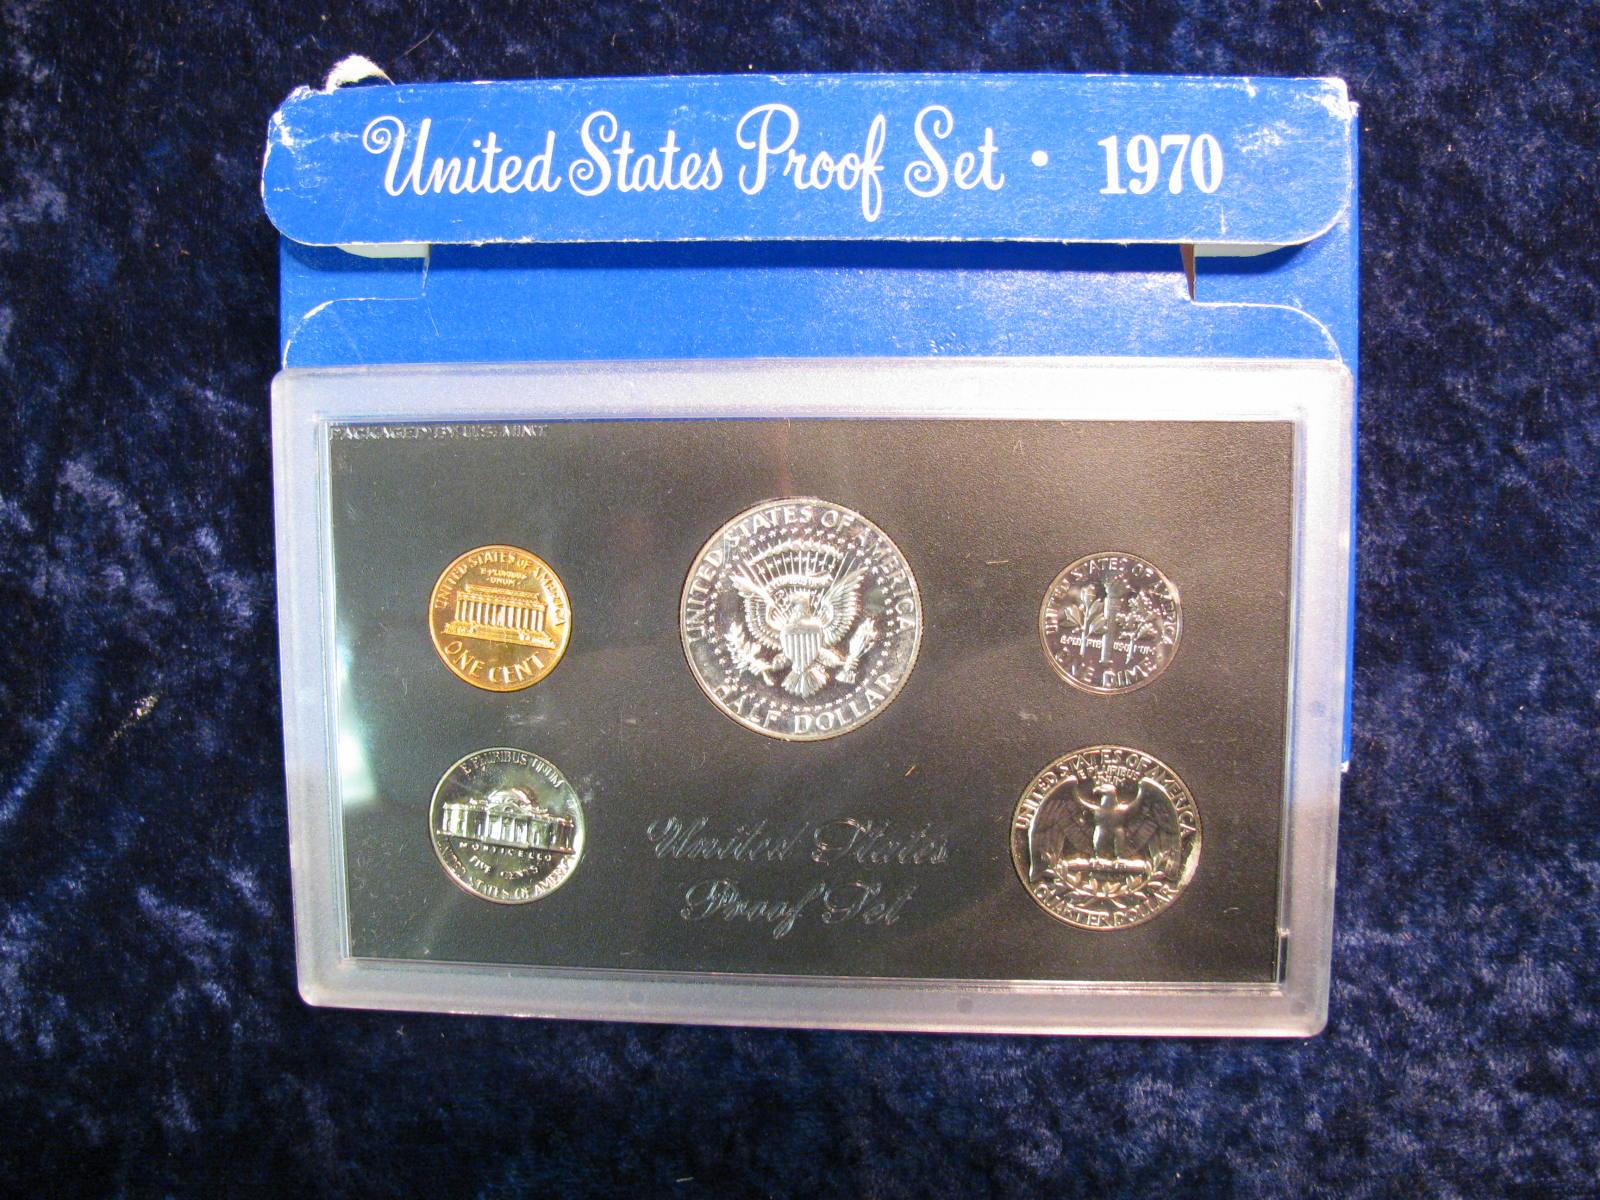 United States Proof Set • 1970
PACKAGED BY U.S. MINT
UNITED STATES OF AMERICA
E PLURIBUS
UNUM
ONE CENT
UNITED STATES OF AMERICA
HALF DOLLAR
UNITED STATES OF AMERICA
E PLURIBUS UNUM
ONE DIME
E PLURIBUS UNUM
MONTICELLO
FIVE CENTS
UNITED STATES OF AMERICA
United States
Proof Set
UNITED STATES OF AMERICA
E PLURIBUS
UNUM
QUARTER DOLLAR